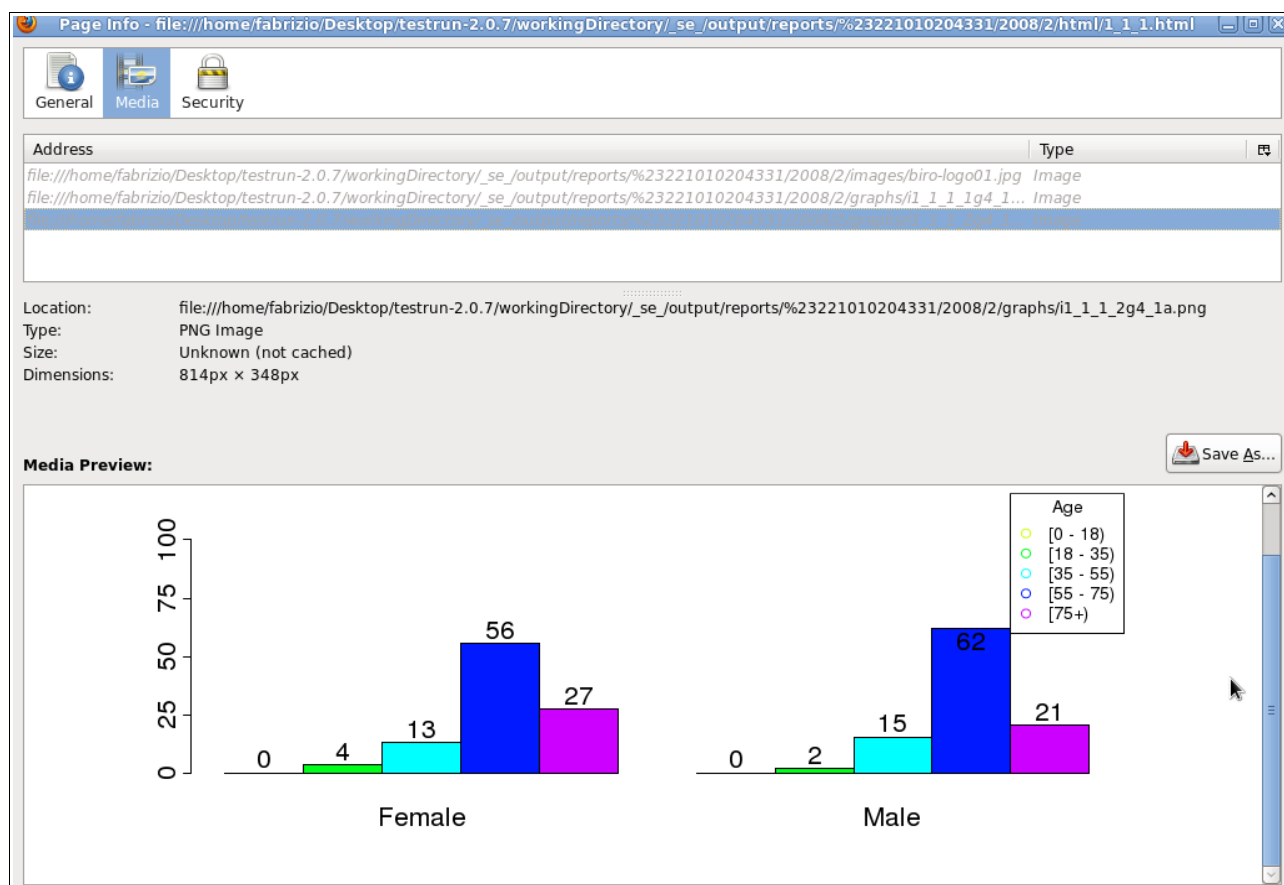 Page Info - file:///home/fabrizio/Desktop/testrun-2.0.7/workingDirectory/_se_/output/reports/%23221010204331/2008/2/html/1_1_1.html
General Media Security
Address Type
file:///home/fabrizio/Desktop/testrun-2.0.7/workingDirectory/_se_/output/reports/%23221010204331/2008/2/images/biro-logo01.jpg Image
file:///home/fabrizio/Desktop/testrun-2.0.7/workingDirectory/_se_/output/reports/%23221010204331/2008/2/graphs/i1_1_1_1g4_1... Image
Location: file:///home/fabrizio/Desktop/testrun-2.0.7/workingDirectory/_se_/output/reports/%23221010204331/2008/2/graphs/i1_1_1_2g4_1a.png
Type: PNG Image
Size: Unknown (not cached)
Dimensions: 814px × 348px
Save As...
Media Preview:
Age
[0 - 18)
[18 - 35)
[35 - 55)
[55 - 75)
[75+)
100
75
50
25
0
0 4 13 56 27
0 2 15 62 21
Female Male